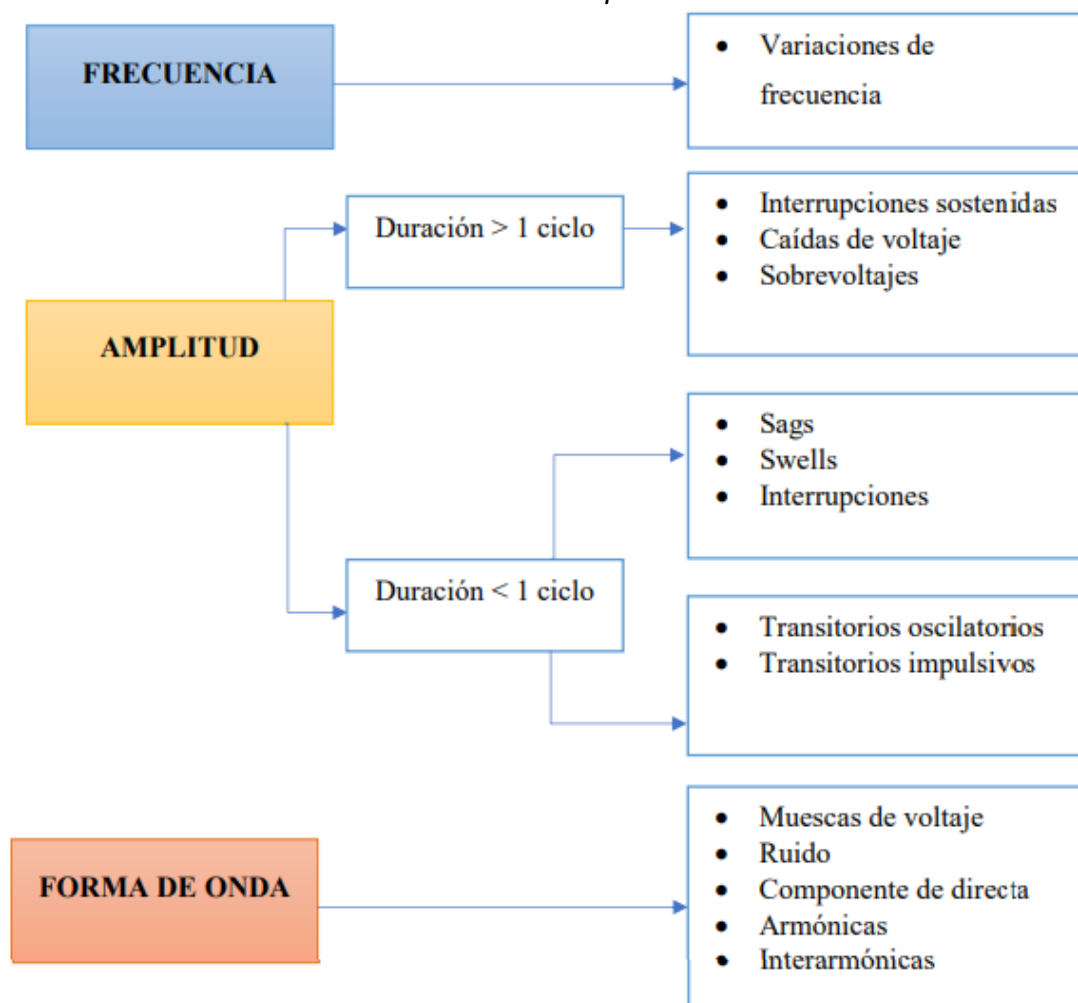 FRECUENCIA
• Variaciones de
frecuencia
Duración > 1 ciclo
• Interrupciones sostenidas
• Caídas de voltaje
• Sobrevoltajes
AMPLITUD
• Sags
• Swells
• Interrupciones
Duración < 1 ciclo
• Transitorios oscilatorios
• Transitorios impulsivos
FORMA DE ONDA
• Muescas de voltaje
• Ruido
• Componente de directa
• Armónicas
• Interarmónicas